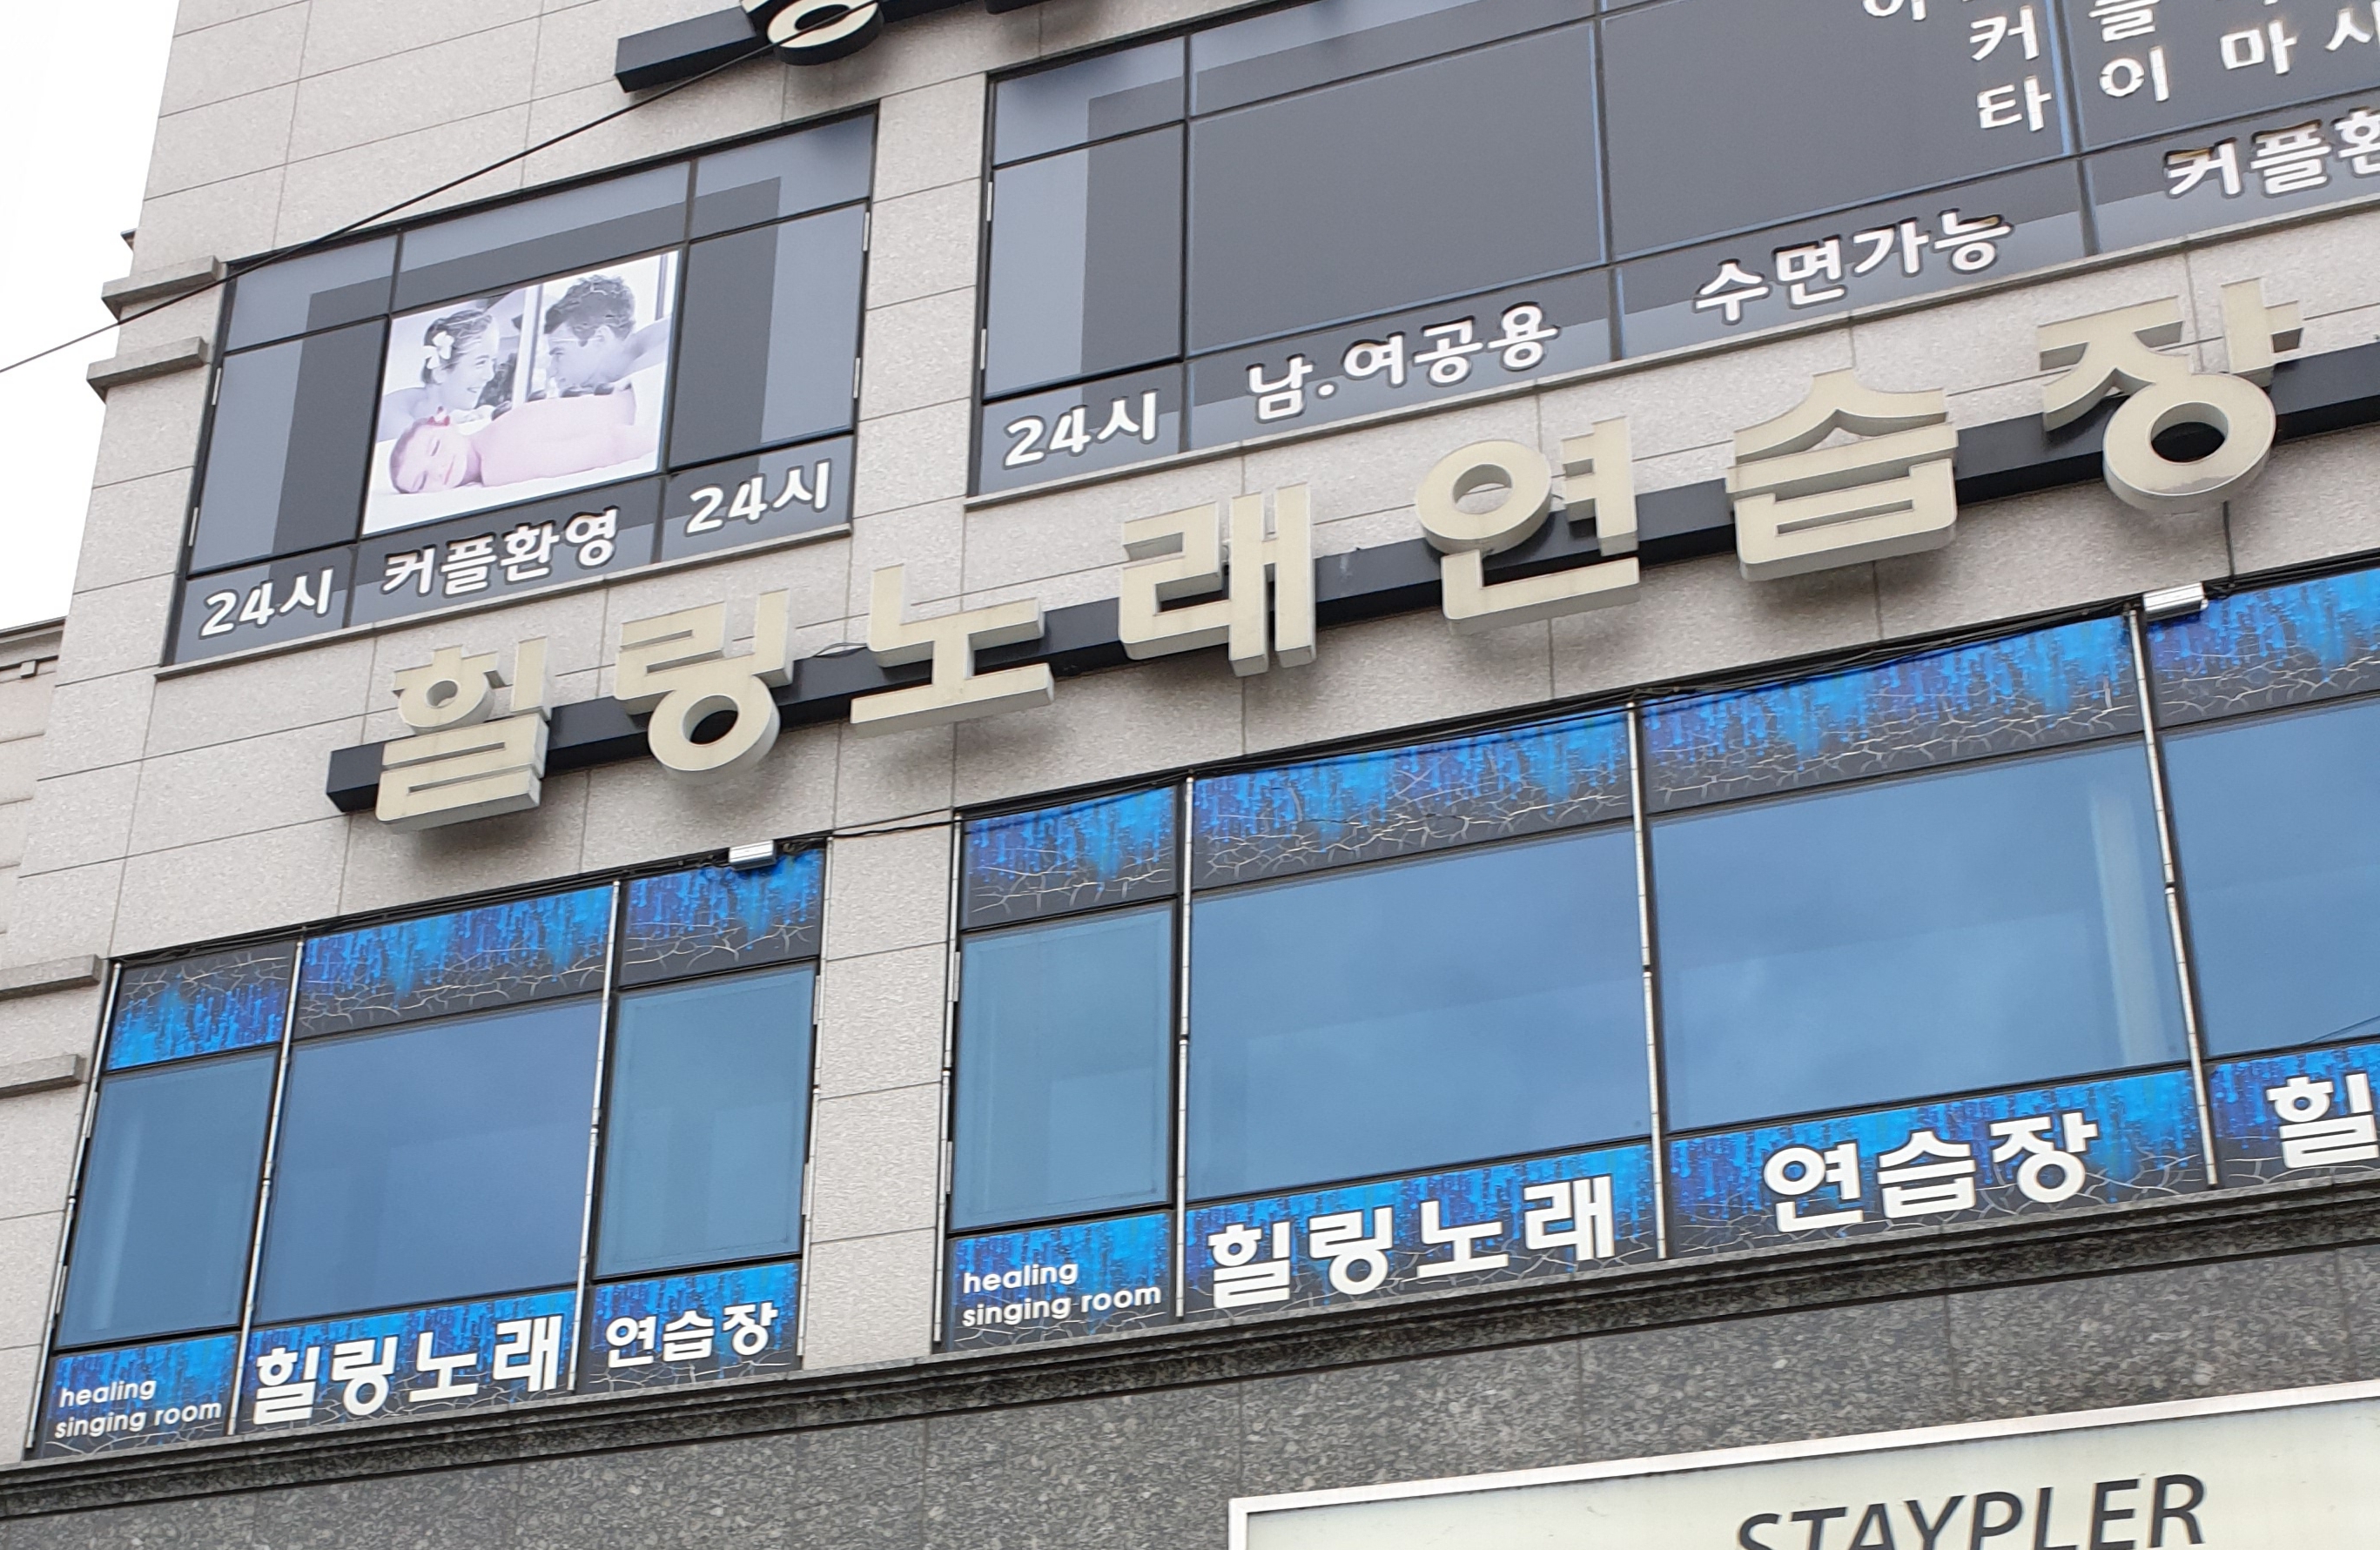 커플
타이 마사
커플환
24시 커플환영 24시
24시 남.여공용 수면가능
힐링노래연습장
healing
singing room
힐링노래 연습장
healing
singing room
힐링노래 연습장 힐
STAYPLER